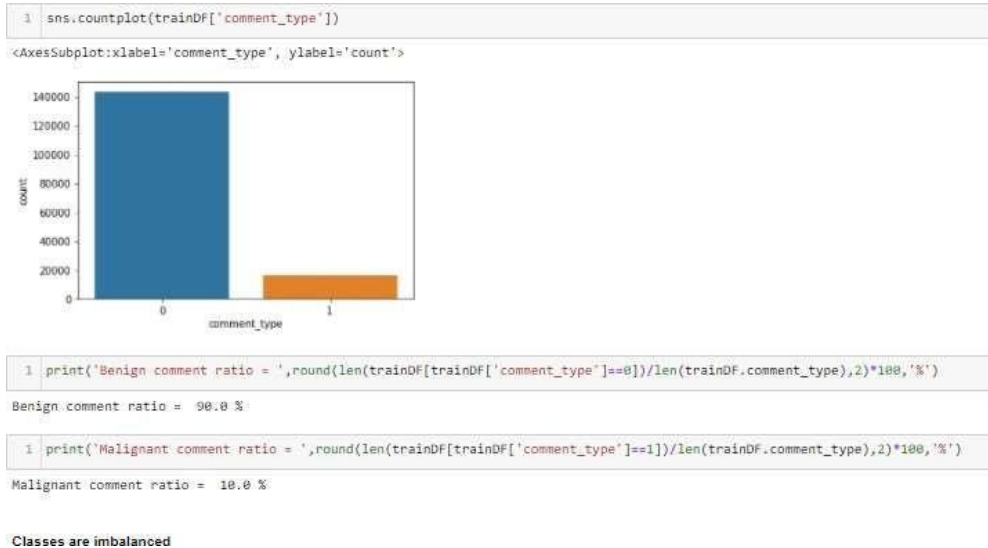 1 sns.countplot(trainDF['comment_type'])
<AxesSubplot:xlabel='comment_type', ylabel='count'>
140000
120000
100000
80000
60000
40000
20000
0
count
0 1
comment_type
1 print('Benign comment ratio = ',round(len(trainDF[trainDF['comment_type']==0])/len(trainDF.comment_type),2)*100,'%')
Benign comment ratio = 90.0 %
1 print('Malignant comment ratio = ',round(len(trainDF[trainDF['comment_type']==1])/len(trainDF.comment_type),2)*100,'%')
Malignant comment ratio = 10.0 %
Classes are imbalanced